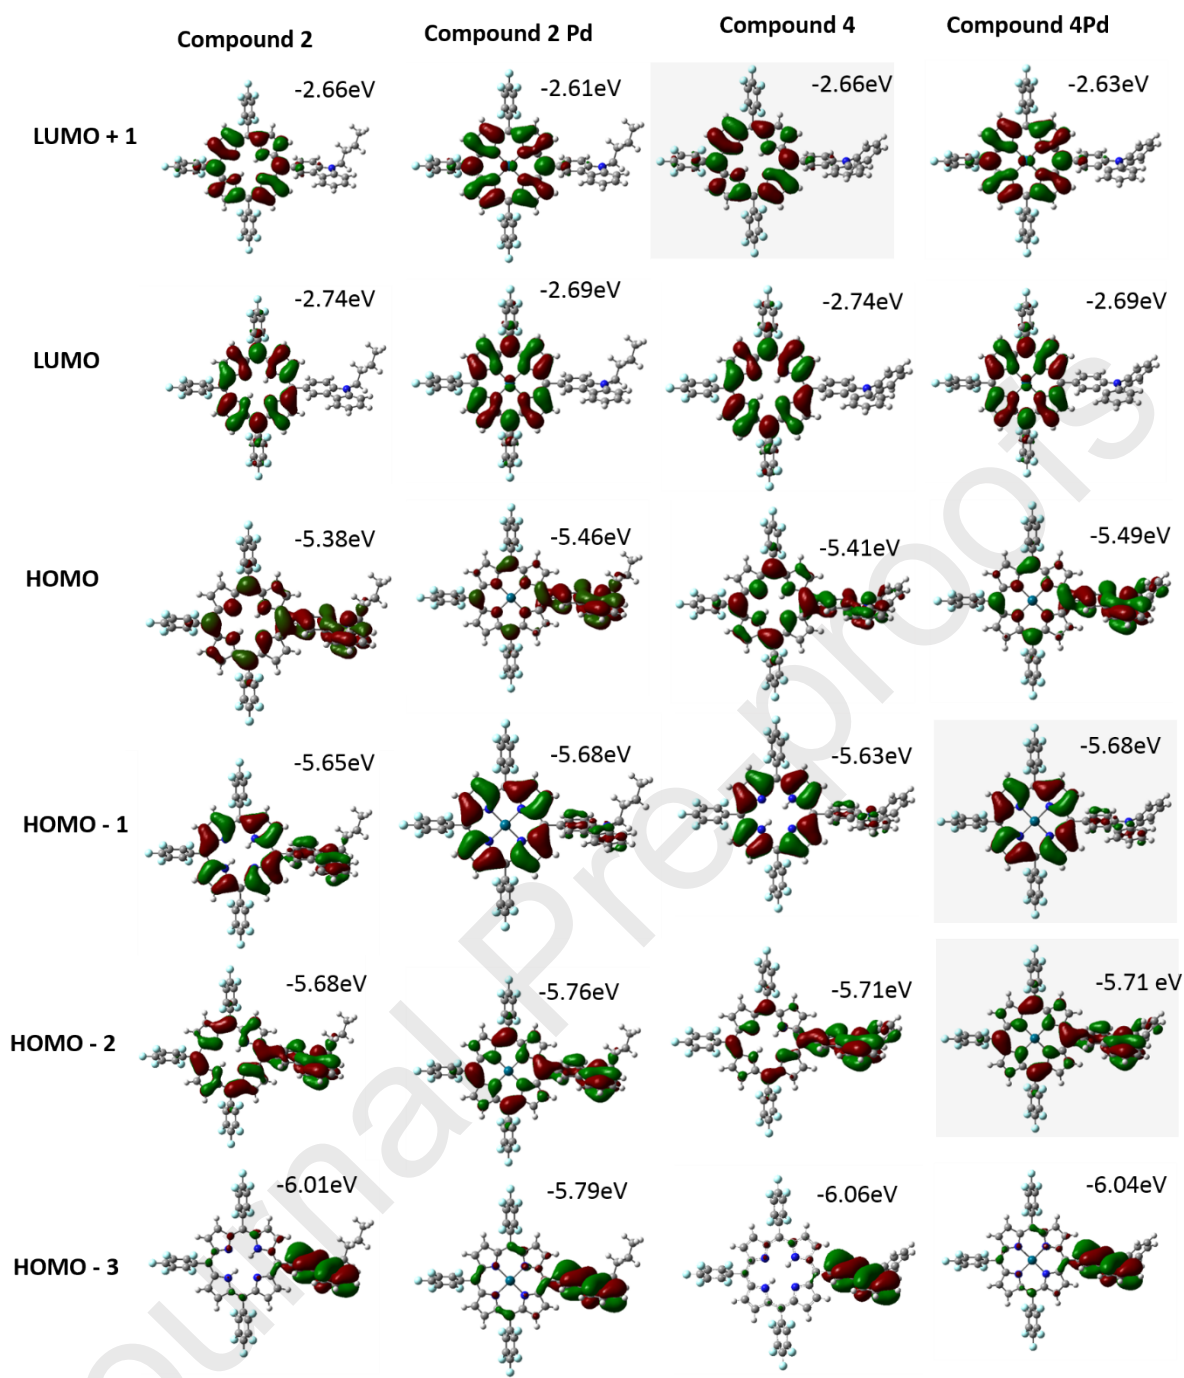 Compound 2 Compound 2 Pd Compound 4 Compound 4Pd
LUMO + 1 -2.66eV -2.61eV -2.66eV -2.63eV
LUMO -2.74eV -2.69eV -2.74eV -2.69eV
HOMO -5.38eV -5.46eV -5.41eV -5.49eV
HOMO - 1 -5.65eV -5.68eV -5.63eV -5.68eV
HOMO - 2 -5.68eV -5.76eV -5.71eV -5.71 eV
HOMO - 3 -6.01eV -5.79eV -6.06eV -6.04eV
Journal Pre-proofs